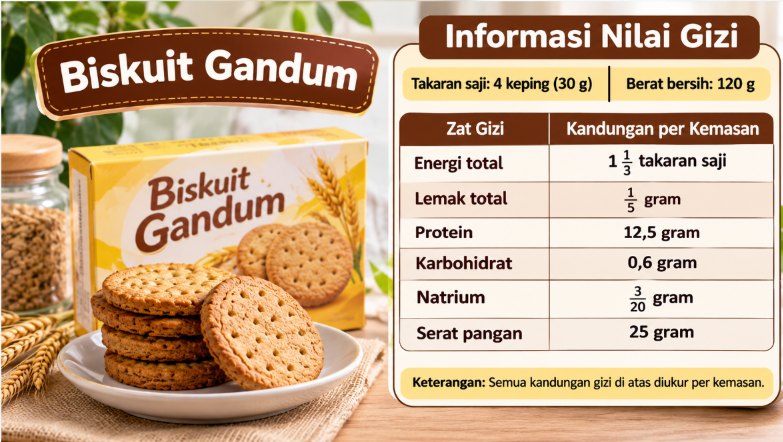 Biskuit Gandum
Biskuit
Gandum
Informasi Nilai Gizi
Takaran saji: 4 keping (30 g) | Berat bersih: 120 g
Zat Gizi Kandungan per Kemasan
Energi total 1 1/3 takaran saji
Lemak total 1/5 gram
Protein 12,5 gram
Karbohidrat 0,6 gram
Natrium 3/20 gram
Serat pangan 25 gram
Keterangan: Semua kandungan gizi di atas diukur per kemasan.